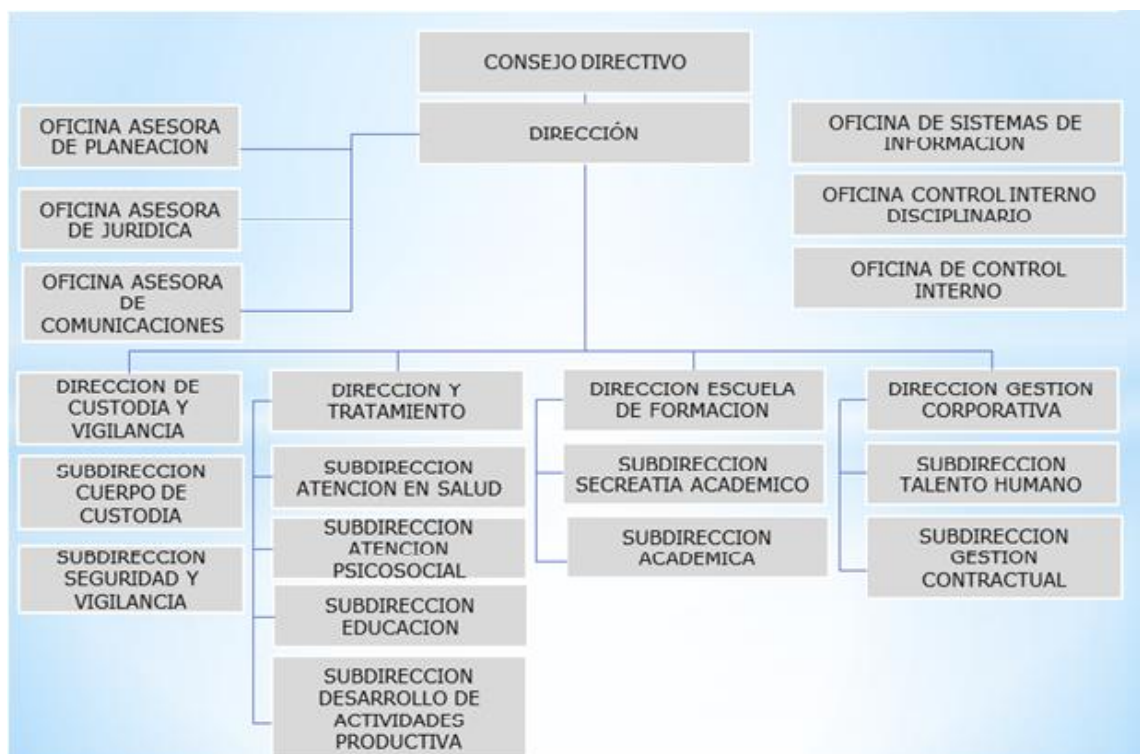 CONSEJO DIRECTIVO
DIRECCIÓN
OFICINA ASESORA
DE PLANEACION
OFICINA ASESORA
DE JURIDICA
OFICINA ASESORA
DE
COMUNICACIONES
OFICINA DE SISTEMAS DE
INFORMACION
OFICINA CONTROL INTERNO
DISCIPLINARIO
OFICINA DE CONTROL
INTERNO
DIRECCION DE
CUSTODIA Y
VIGILANCIA
SUBDIRECCION
CUERPO DE
CUSTODIA
SUBDIRECCION
SEGURIDAD Y
VIGILANCIA
DIRECCION Y
TRATAMIENTO
SUBDIRECCION
ATENCION EN SALUD
SUBDIRECCION
ATENCION
PSICOSOCIAL
SUBDIRECCION
EDUCACION
SUBDIRECCION
DESARROLLO DE
ACTIVIDADES
PRODUCTIVA
DIRECCION ESCUELA
DE FORMACION
SUBDIRECCION
SECREATIA ACADEMICO
SUBDIRECCION
ACADEMICA
DIRECCION GESTION
CORPORATIVA
SUBDIRECCION
TALENTO HUMANO
SUBDIRECCION
GESTION
CONTRACTUAL